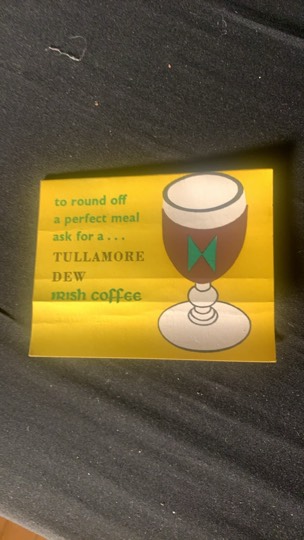 to round off
a perfect meal
ask for a . . .
TULLAMORE
DEW
IRISH COFFEE